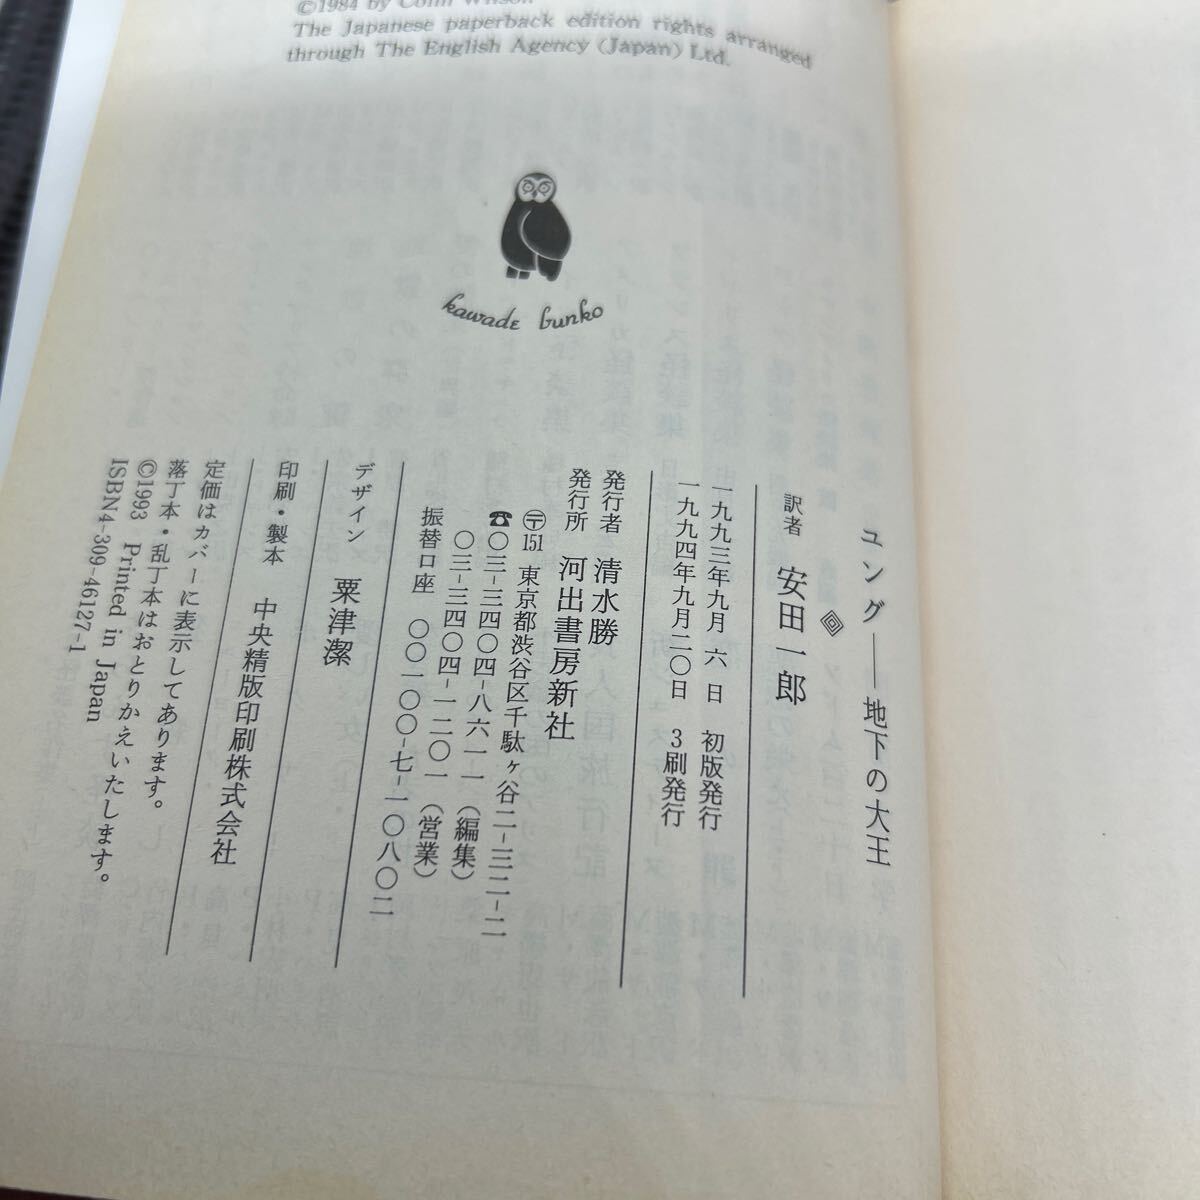 ©1984 by Colin Wilson
The Japanese paperback edition rights arranged
through The English Agency (Japan) Ltd.
kawade bunko
ユング――地下の大王
訳者 安田一郎
一九九三年九月 六 日 初版発行
一九九四年九月二〇日 3刷発行
発行者 清水勝
発行所 河出書房新社
〒151 東京都渋谷区千駄ヶ谷二-三二-二
☎〇三-三四〇四-八六一一(編集)
〇三-三四〇四-一二〇一(営業)
振替口座 〇〇一〇〇-七-一〇八〇二
デザイン 粟津潔
印刷・製本 中央精版印刷株式会社
定価はカバーに表示してあります。
落丁本・乱丁本はおとりかえいたします。
©1993 Printed in Japan
ISBN4-309-46127-1